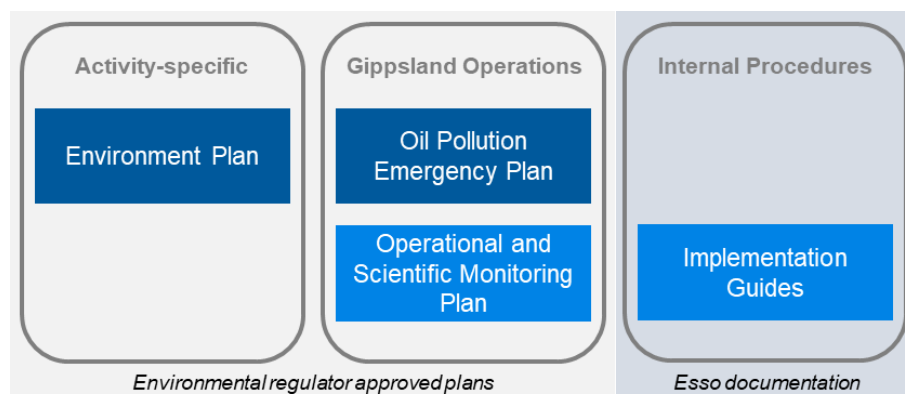 Activity-specific
Gippsland Operations
Internal Procedures
Environment Plan
Oil Pollution
Emergency Plan
Operational and
Scientific Monitoring
Plan
Implementation
Guides
Environmental regulator approved plans
Esso documentation